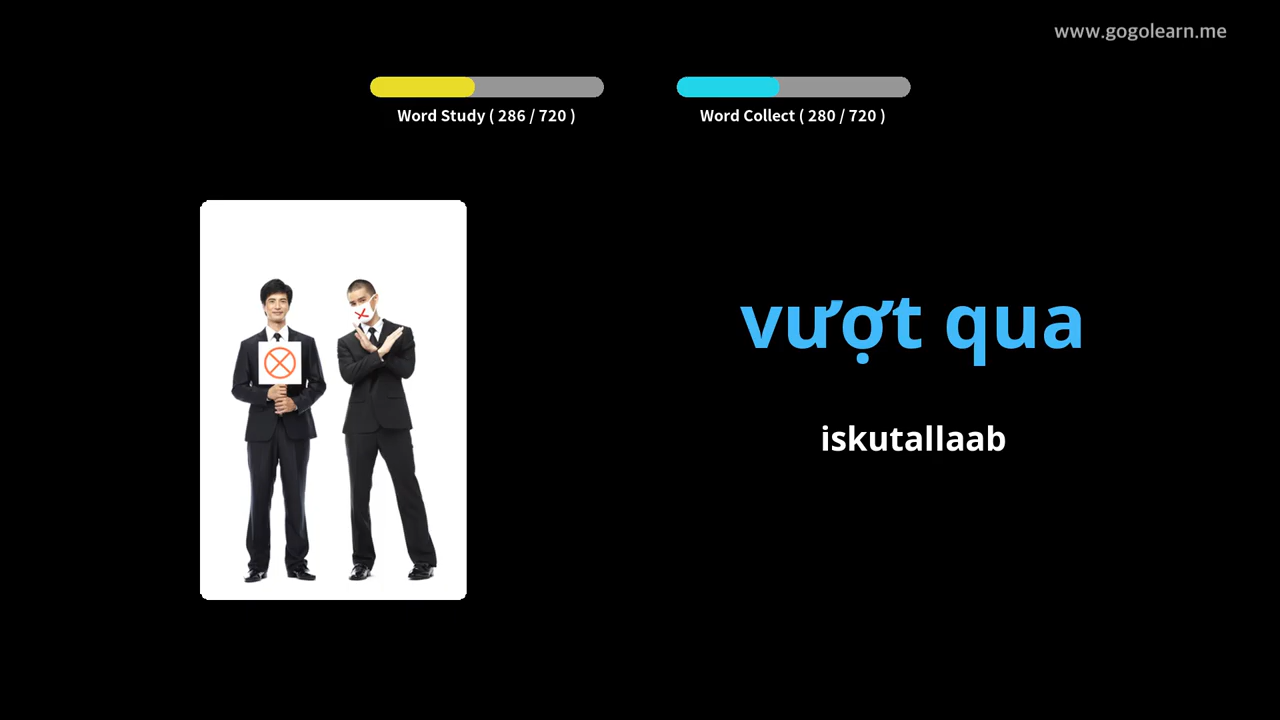 www.gogolearn.me
Word Study ( 286 / 720 )
Word Collect ( 280 / 720 )
vượt qua
iskutallaab